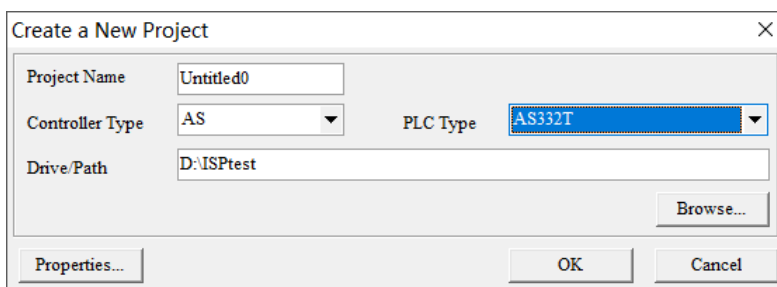 Create a New Project
Project Name Untitled0
Controller Type AS PLC Type AS332T
Drive/Path D:\ISPtest
Browse...
Properties... OK Cancel